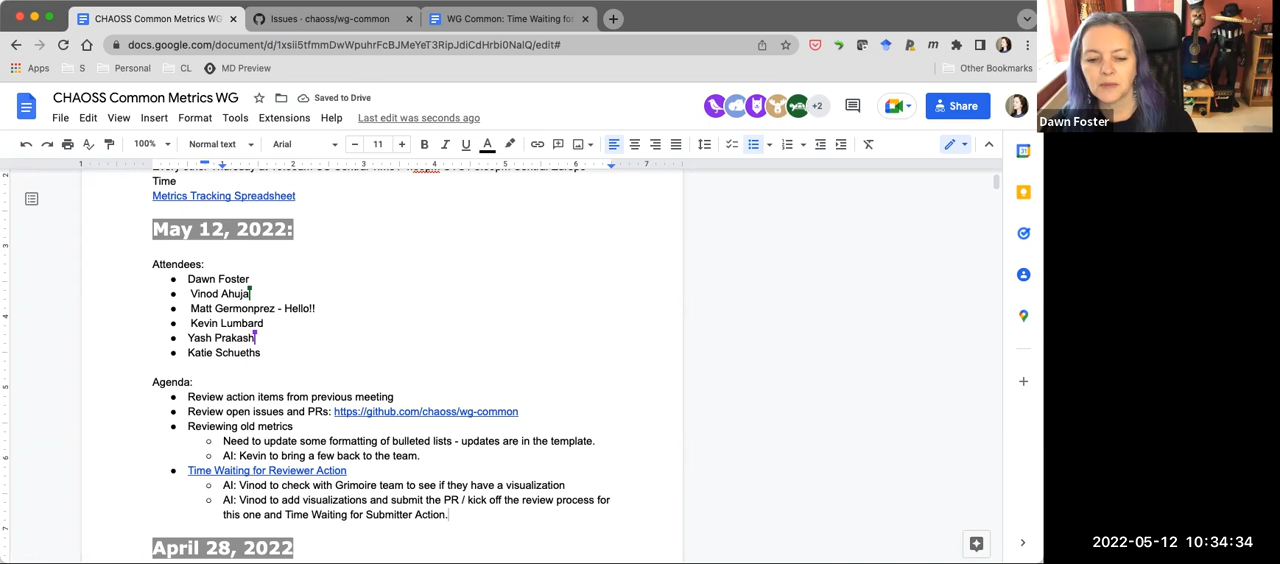 CHAOSS Common Metrics WG
Issues · chaoss/wg-common
WG Common: Time Waiting for
docs.google.com/document/d/1xsii5tfmmDwWpuhrFcBJMeYeT3RipJdiCdHrbi0NalQ/edit#
Apps
S
Personal
CL
MD Preview
Other Bookmarks
Dawn Foster
CHAOSS Common Metrics WG
Saved to Drive
+2
Share
File Edit View Insert Format Tools Extensions Help
Last edit was seconds ago
100%
Normal text
Arial
11
Time
Metrics Tracking Spreadsheet
May 12, 2022:
Attendees:
● Dawn Foster
● Vinod Ahuja
● Matt Germonprez - Hello!!
● Kevin Lumbard
● Yash Prakash
● Katie Schueths
Agenda:
● Review action items from previous meeting
● Review open issues and PRs: https://github.com/chaoss/wg-common
● Reviewing old metrics
○ Need to update some formatting of bulleted lists - updates are in the template.
○ AI: Kevin to bring a few back to the team.
● Time Waiting for Reviewer Action
○ AI: Vinod to check with Grimoire team to see if they have a visualization
○ AI: Vinod to add visualizations and submit the PR / kick off the review process for
this one and Time Waiting for Submitter Action.
April 28, 2022
2022-05-12 10:34:34